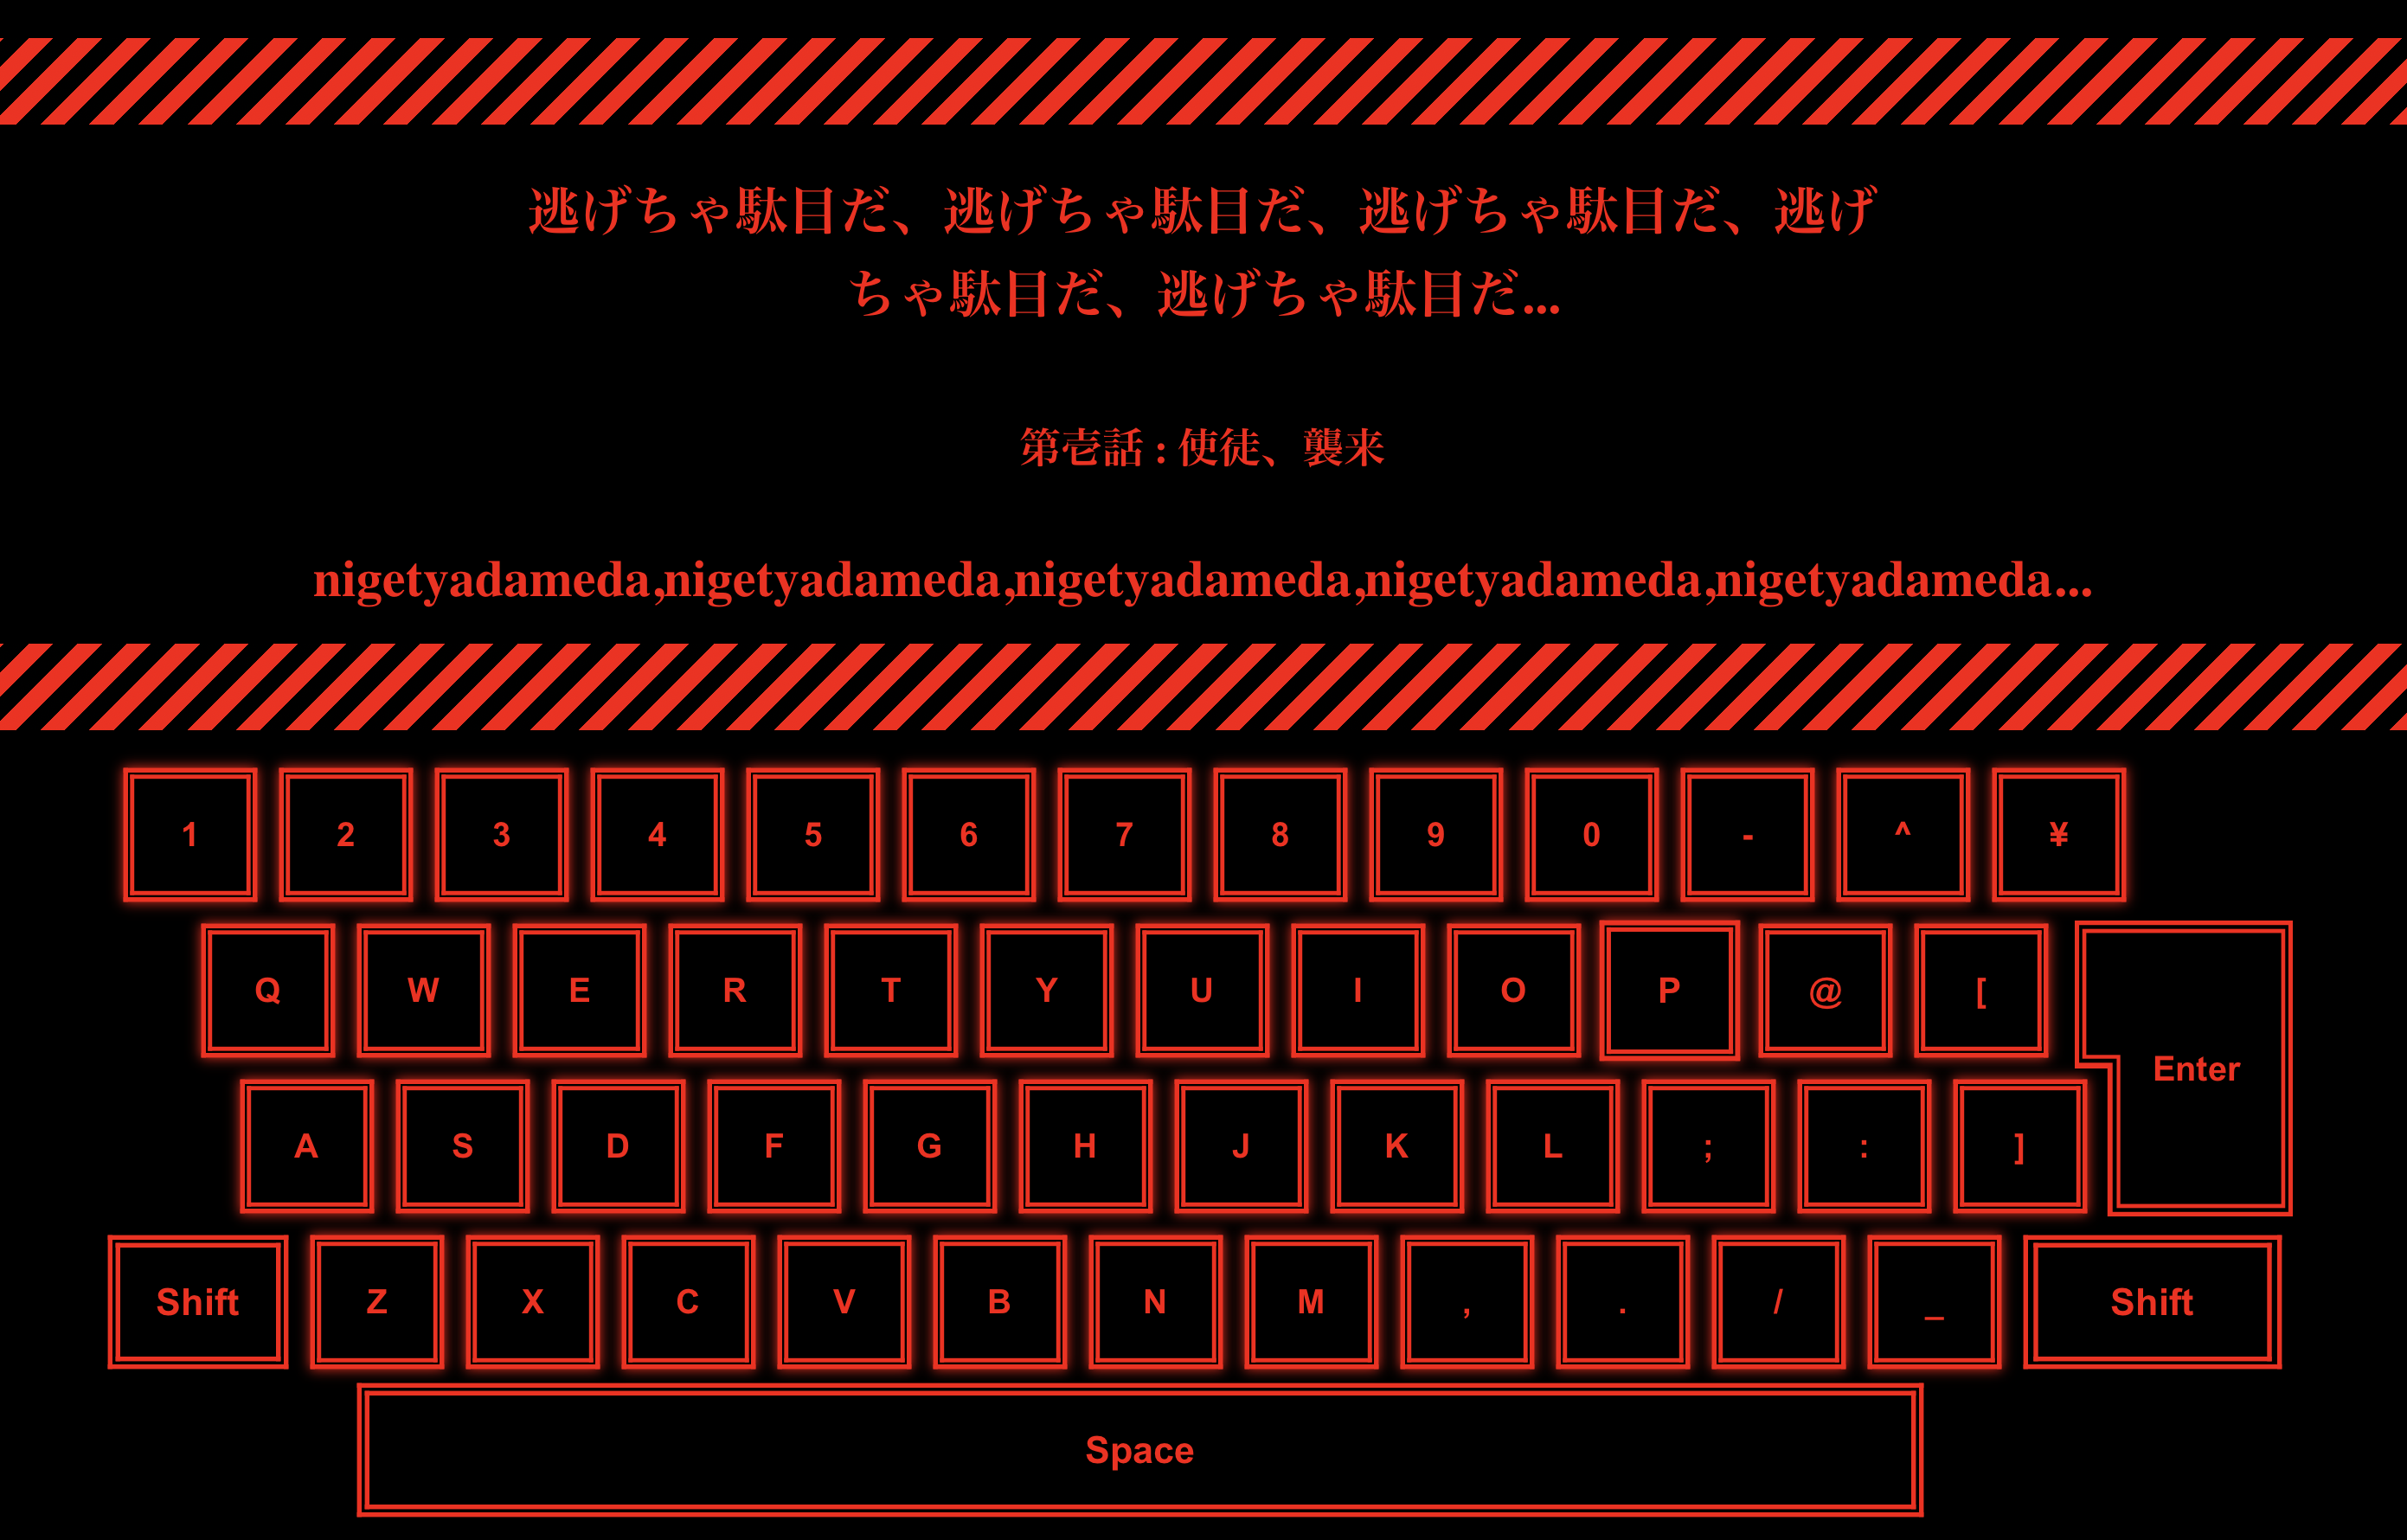 逃げちゃ駄目だ、逃げちゃ駄目だ、逃げちゃ駄目だ、逃げ
ちゃ駄目だ、逃げちゃ駄目だ...
第壱話 : 使徒、襲来
nigetyadameda,nigetyadameda,nigetyadameda,nigetyadameda,nigetyadameda...
1 2 3 4 5 6 7 8 9 0 - ^ ¥
Q W E R T Y U I O P @ [
Enter
A S D F G H J K L ; : ]
Shift Z X C V B N M , . / _ Shift
Space